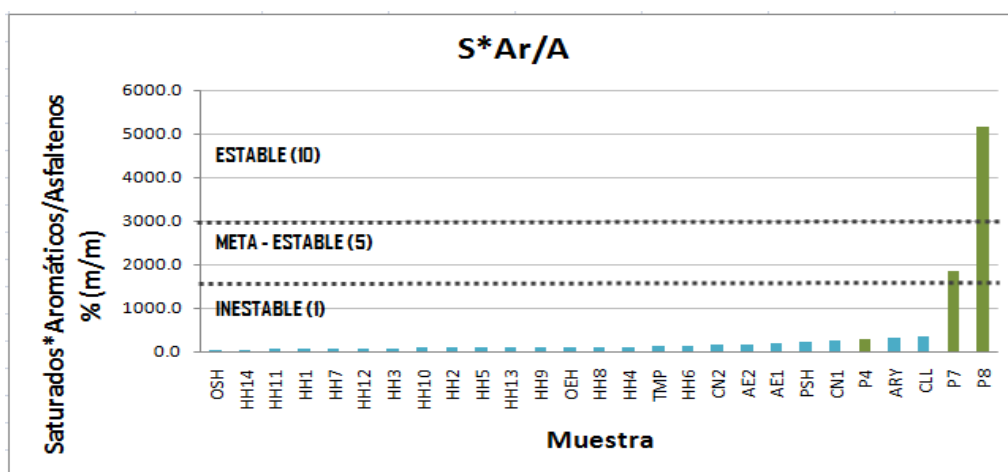 S*Ar/A
Saturados*Aromáticos/Asfaltenos
% (m/m)
6000.0
5000.0
4000.0
3000.0
2000.0
1000.0
0.0
ESTABLE (10)
META - ESTABLE (5)
INESTABLE (1)
OSH
HH14
HH11
HH1
HH7
HH12
HH3
HH10
HH2
HH5
HH13
HH9
OEH
HH8
HH4
TMP
HH6
CN2
AE2
AE1
PSH
CN1
P4
ARY
CLL
P7
P8
Muestra